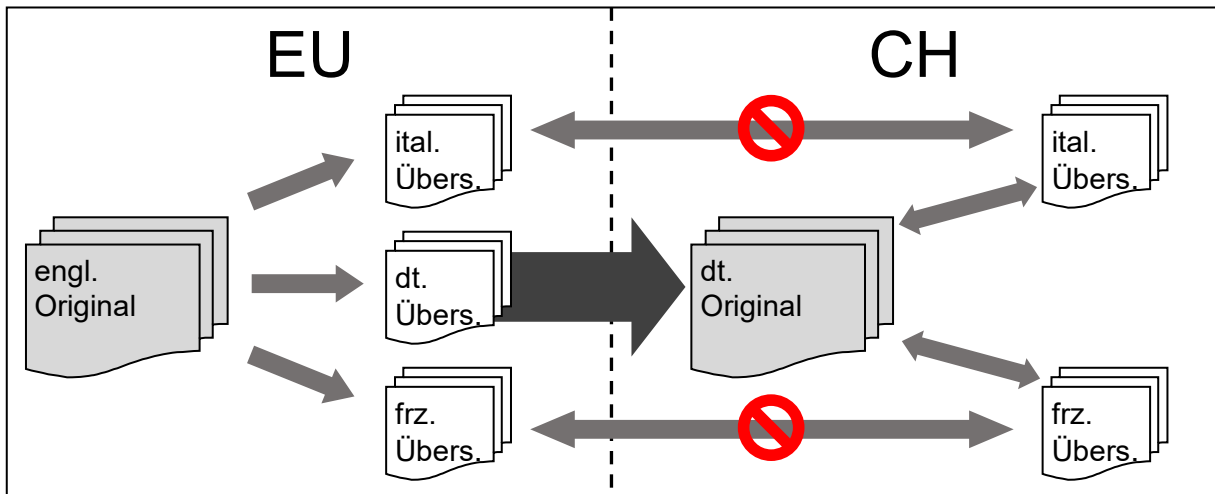 EU
CH
ital.
Übers.
ital.
Übers.
engl.
Original
dt.
Übers.
dt.
Original
frz.
Übers.
frz.
Übers.